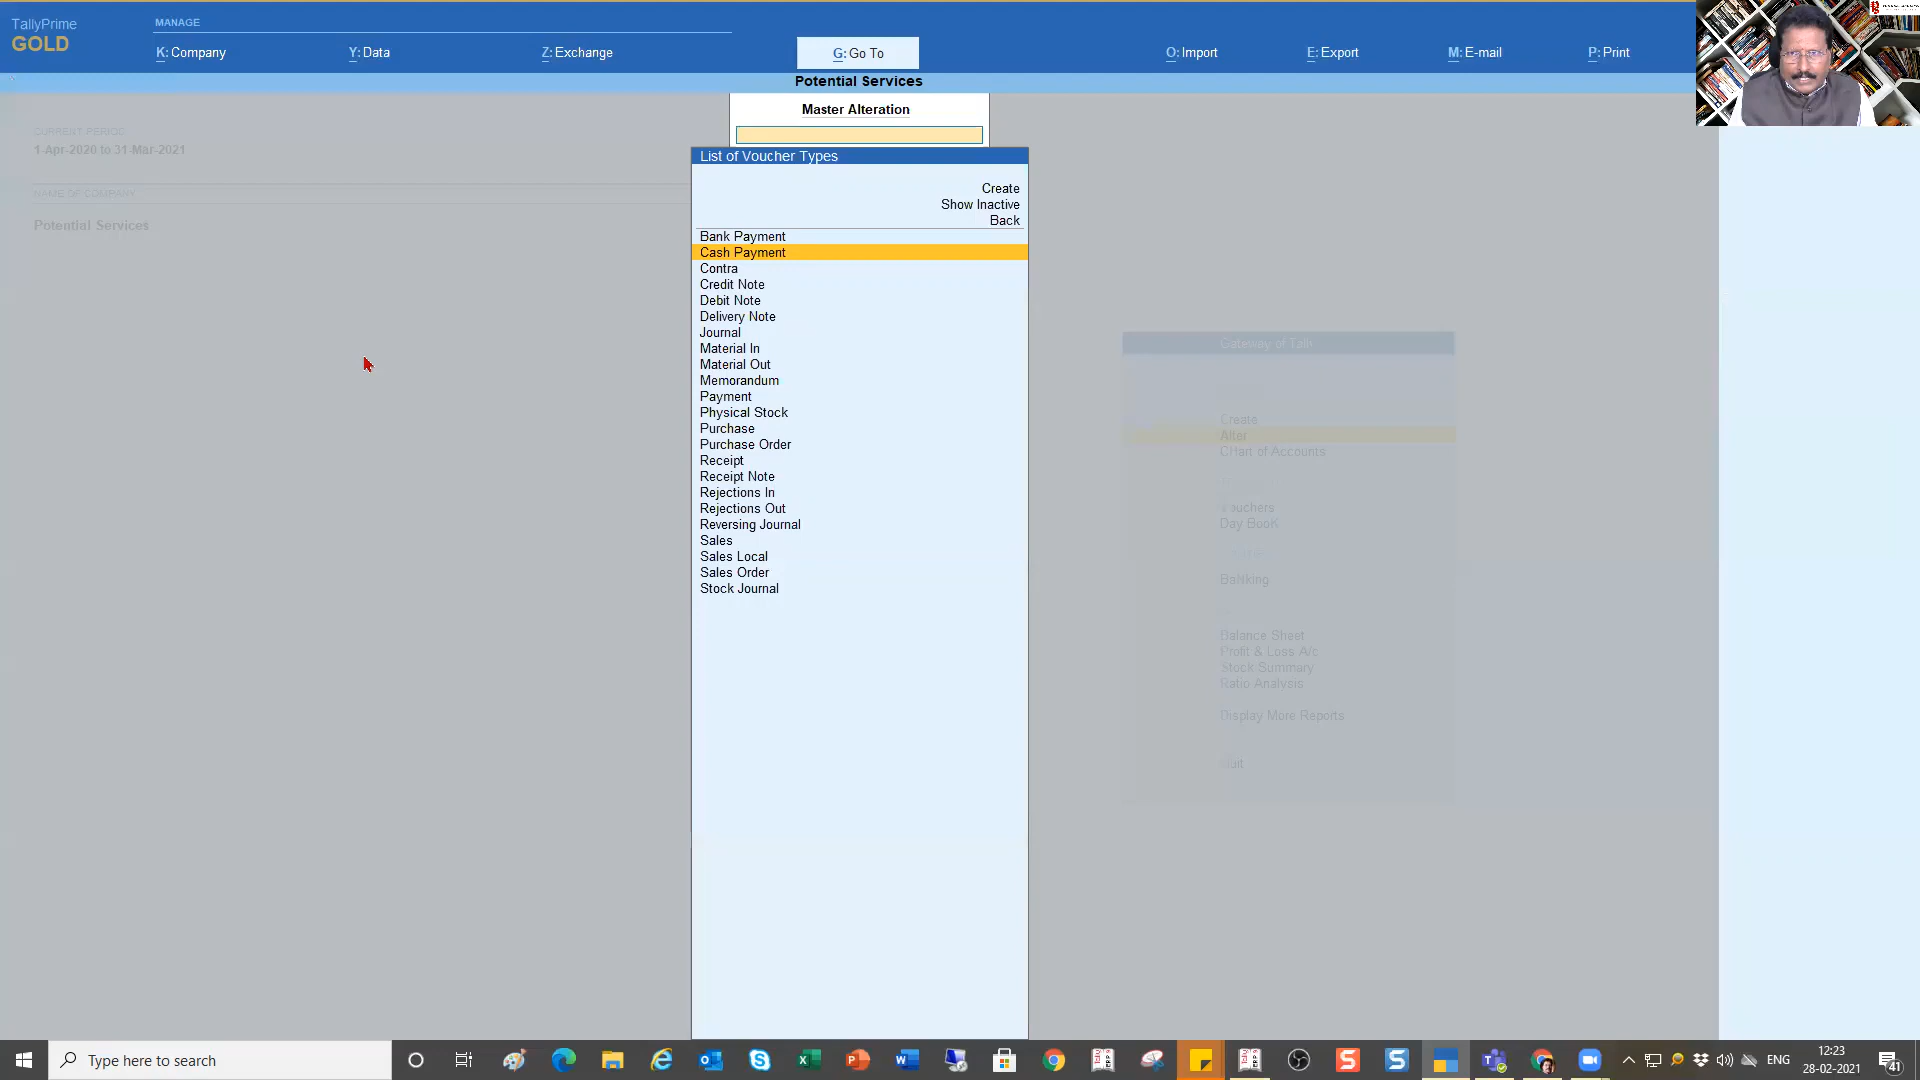 TallyPrime
GOLD
MANAGE
K: Company
Y: Data
Z: Exchange
G: Go To
O: Import
E: Export
M: E-mail
P: Print
Potential Services
Master Alteration
CURRENT PERIOD
1-Apr-2020 to 31-Mar-2021
NAME OF COMPANY
Potential Services
List of Voucher Types
Create
Show Inactive
Back
Bank Payment
Cash Payment
Contra
Credit Note
Debit Note
Delivery Note
Journal
Material In
Material Out
Memorandum
Payment
Physical Stock
Purchase
Purchase Order
Receipt
Receipt Note
Rejections In
Rejections Out
Reversing Journal
Sales
Sales Local
Sales Order
Stock Journal
Gateway of Tally
Create
Alter
CHart of Accounts
Vouchers
Day BooK
BaNking
Balance Sheet
Profit & Loss A/c
Stock Summary
Ratio Analysis
Display More Reports
Quit
Type here to search
ENG
12:23
28-02-2021
41